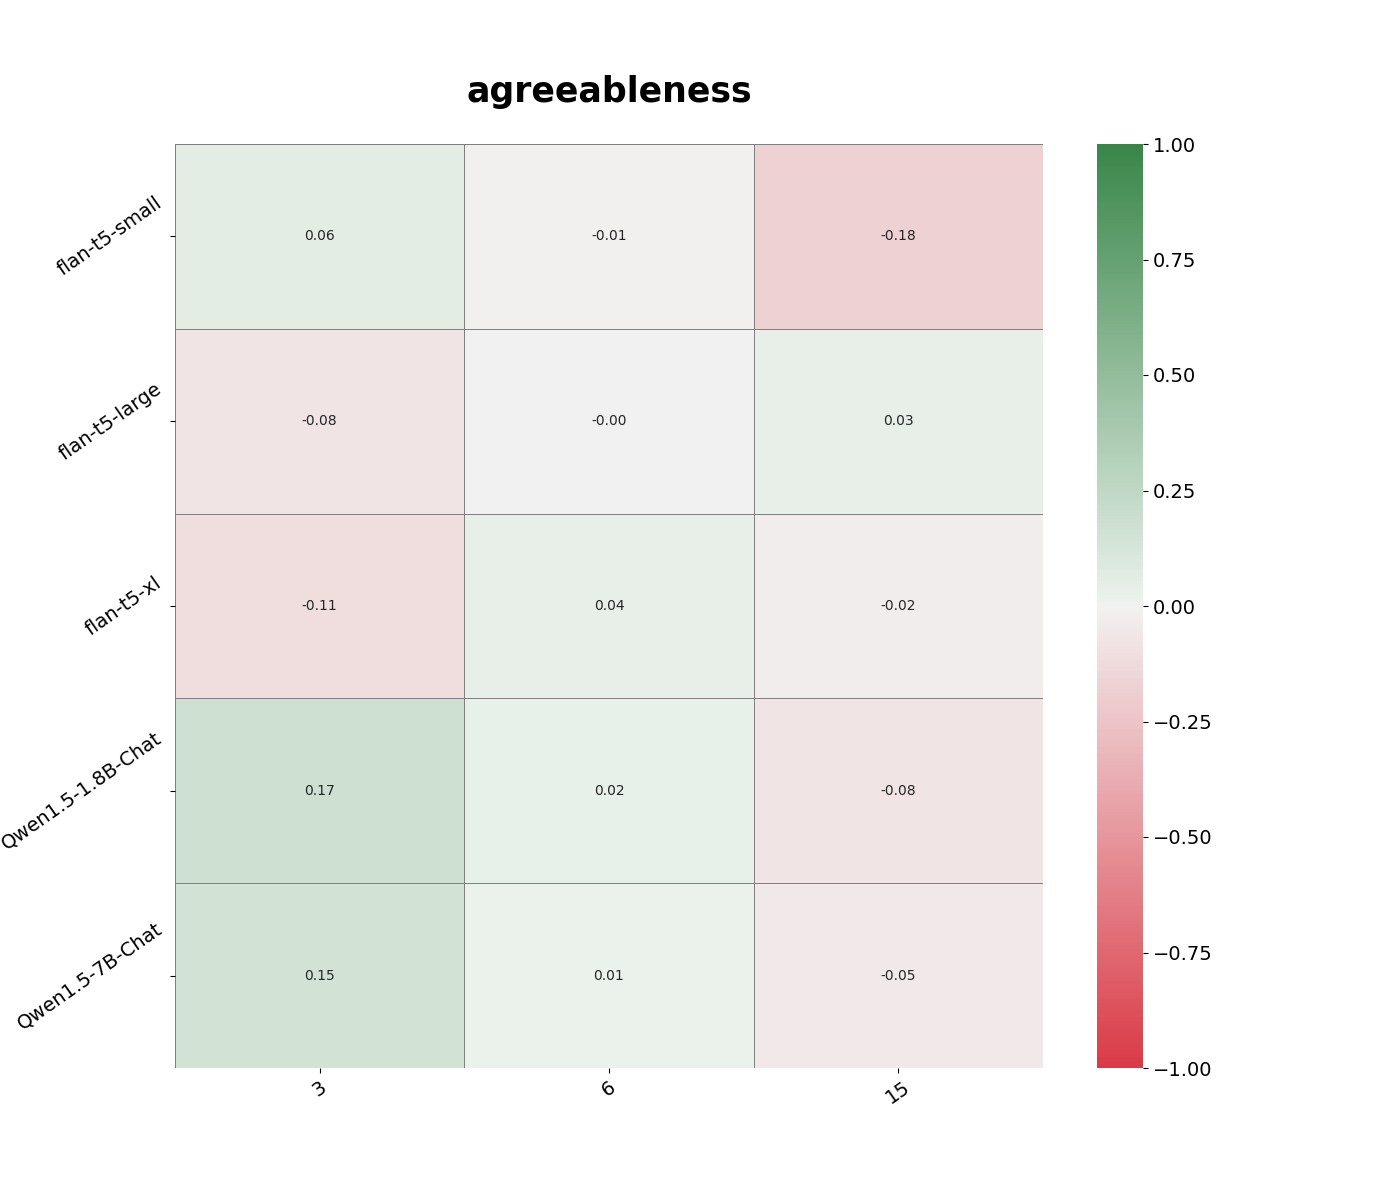 agreeableness
flan-t5-small 0.06 -0.01 -0.18
flan-t5-large -0.08 -0.00 0.03
flan-t5-xl -0.11 0.04 -0.02
Qwen1.5-1.8B-Chat 0.17 0.02 -0.08
Qwen1.5-7B-Chat 0.15 0.01 -0.05
3 6 15
1.00
0.75
0.50
0.25
0.00
−0.25
−0.50
−0.75
−1.00